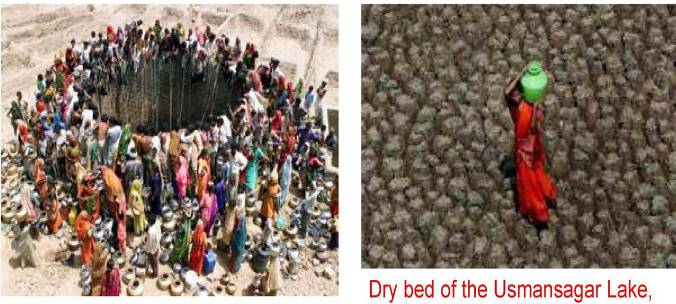 Dry bed of the Usmansagar Lake,